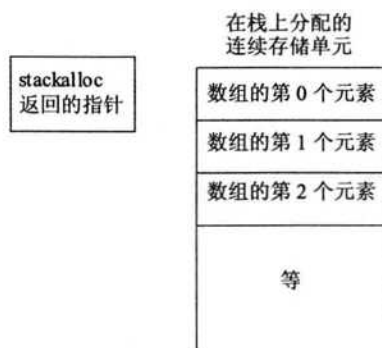 在栈上分配的
连续存储单元
stackalloc
返回的指针
数组的第 0 个元素
数组的第 1 个元素
数组的第 2 个元素
等